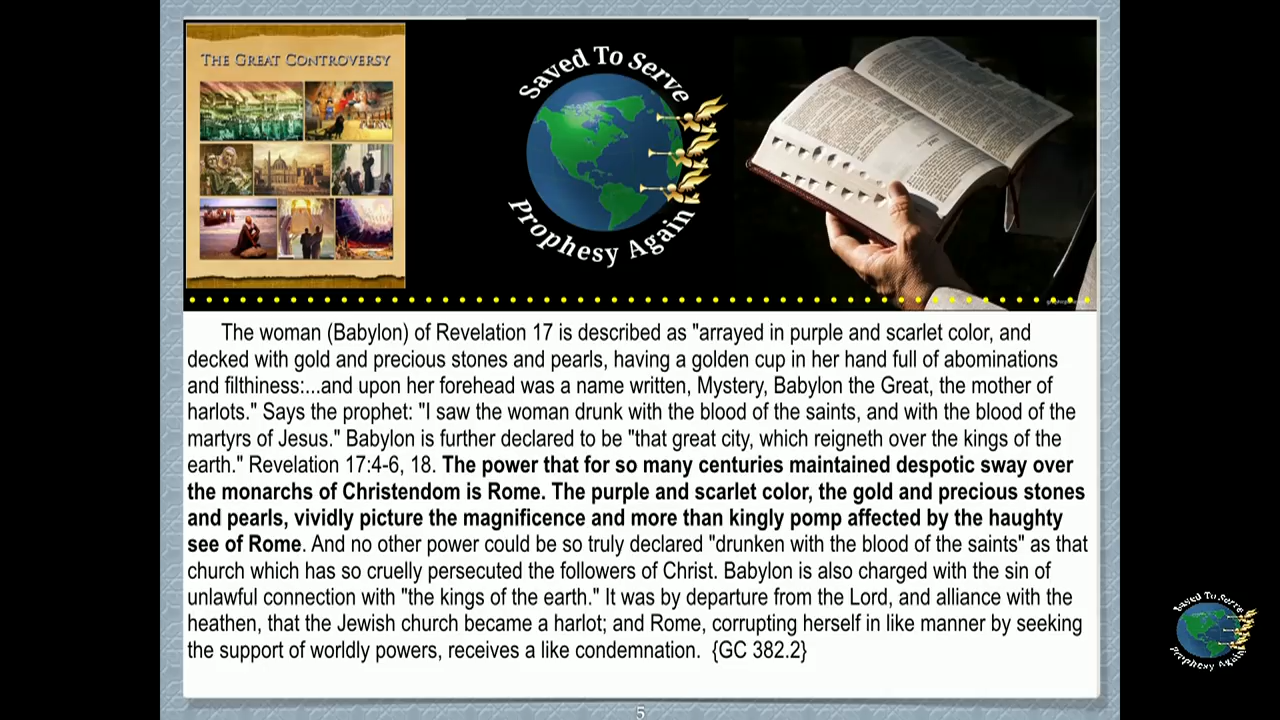 THE GREAT CONTROVERSY
Saved To Serve
Prophesy Again
The woman (Babylon) of Revelation 17 is described as "arrayed in purple and scarlet color, and
decked with gold and precious stones and pearls, having a golden cup in her hand full of abominations
and filthiness:...and upon her forehead was a name written, Mystery, Babylon the Great, the mother of
harlots." Says the prophet: "I saw the woman drunk with the blood of the saints, and with the blood of the
martyrs of Jesus." Babylon is further declared to be "that great city, which reigneth over the kings of the
earth." Revelation 17:4-6, 18. The power that for so many centuries maintained despotic sway over
the monarchs of Christendom is Rome. The purple and scarlet color, the gold and precious stones
and pearls, vividly picture the magnificence and more than kingly pomp affected by the haughty
see of Rome. And no other power could be so truly declared "drunken with the blood of the saints" as that
church which has so cruelly persecuted the followers of Christ. Babylon is also charged with the sin of
unlawful connection with "the kings of the earth." It was by departure from the Lord, and alliance with the
heathen, that the Jewish church became a harlot; and Rome, corrupting herself in like manner by seeking
the support of worldly powers, receives a like condemnation. {GC 382.2}
Saved To Serve
Prophesy Again
5